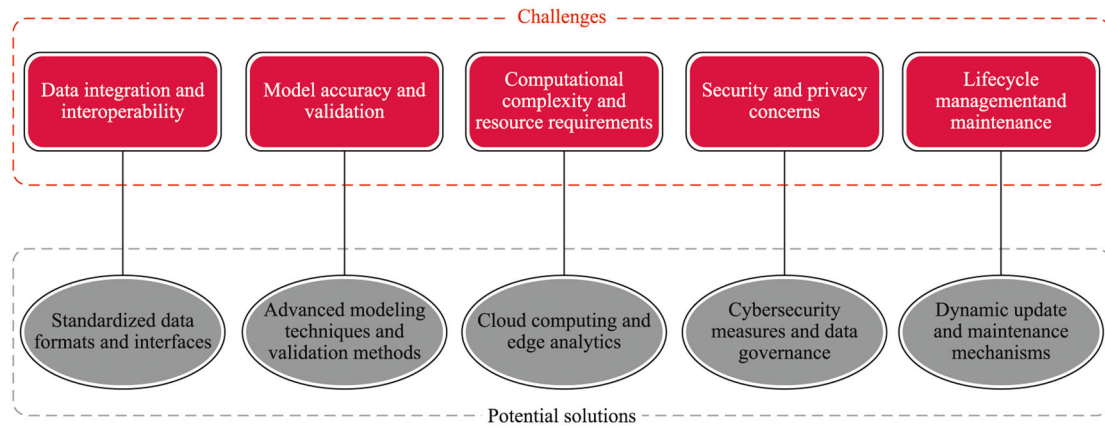 Challenges
Data integration and
interoperability
Model accuracy and
validation
Computational
complexity and
resource requirements
Security and privacy
concerns
Lifecycle
managementand
maintenance
Standardized data
formats and interfaces
Advanced modeling
techniques and
validation methods
Cloud computing and
edge analytics
Cybersecurity
measures and data
governance
Dynamic update
and maintenance
mechanisms
Potential solutions